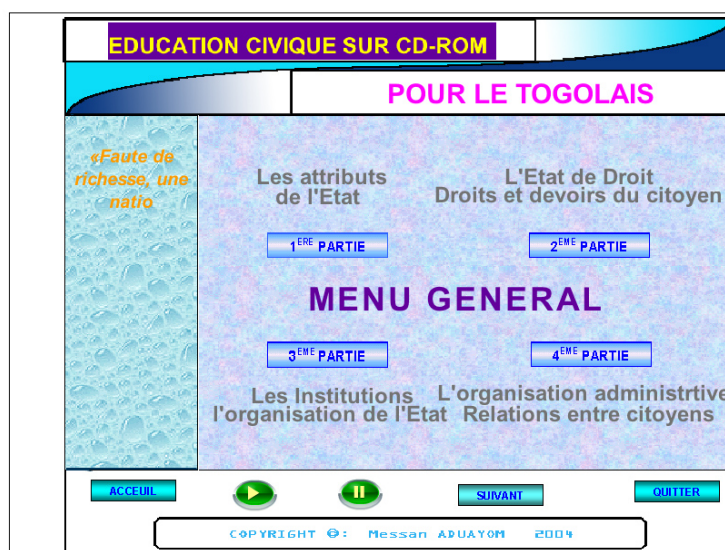 EDUCATION CIVIQUE SUR CD-ROM
POUR LE TOGOLAIS
«Faute de
richesse, une
natio
Les attributs
de l'Etat
L'Etat de Droit
Droits et devoirs du citoyen
1ERE PARTIE
2EME PARTIE
MENU GENERAL
3EME PARTIE
4EME PARTIE
Les Institutions
l'organisation de l'Etat
L'organisation administrtive
Relations entre citoyens
ACCEUIL
SUIVANT
QUITTER
COPYRIGHT ©: Messan ADUAYOM 2004